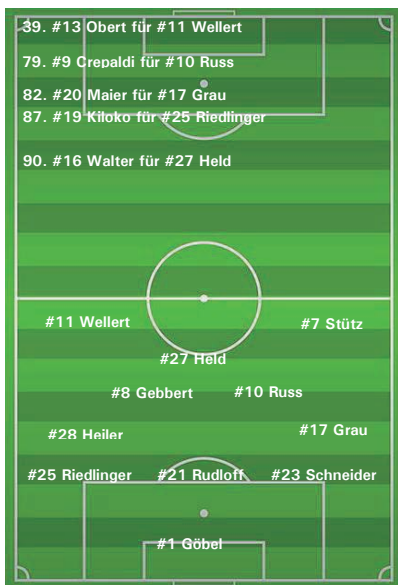 39. #13 Obert für #11 Wellert
79. #9 Crepaldi für #10 Russ
82. #20 Maier für #17 Grau
87. #19 Kiloko für #25 Riedlinger
90. #16 Walter für #27 Held
#11 Wellert #7 Stütz
#27 Held
#8 Gebbert #10 Russ
#28 Heiler #17 Grau
#25 Riedlinger #21 Rudloff #23 Schneider
#1 Göbel